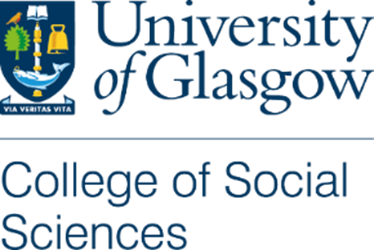 University
of Glasgow
VIA VERITAS VITA
College of Social
Sciences